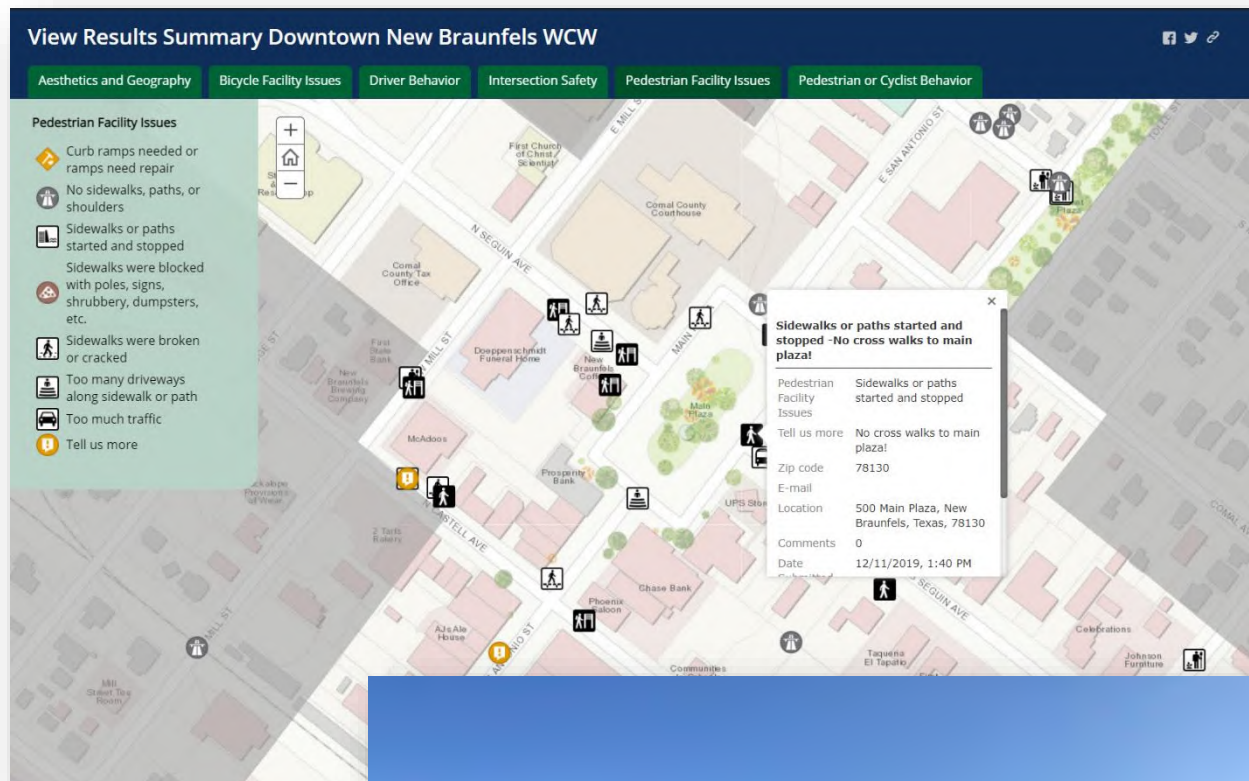 View Results Summary Downtown New Braunfels WCW
Aesthetics and Geography
Bicycle Facility Issues
Driver Behavior
Intersection Safety
Pedestrian Facility Issues
Pedestrian or Cyclist Behavior
Pedestrian Facility Issues
Curb ramps needed or
ramps need repair
No sidewalks, paths, or
shoulders
Sidewalks or paths
started and stopped
Sidewalks were blocked
with poles, signs,
shrubbery, dumpsters,
etc.
Sidewalks were broken
or cracked
Too many driveways
along sidewalk or path
Too much traffic
Tell us more
E MILL ST
First Church
of Christ,
Scientist
E SAN ANTONIO ST
Comal County
Courthouse
N SEGUIN AVE
Comal
County Tax
Office
First
State
Bank
New
Braunfels
Brewing
Company
Doeppenschmidt
Funeral Home
New
Braunfels
MAIN
Main
Plaza
Plaza
McAdoos
Prosperity
Bank
UPS Store
2 Tarts
Bakery
N CASTELL AVE
Chase Bank
Phoenix
Saloon
AJs Ale
House
MILL ST
Communities
Taqueria
El Tapatio
SEGUIN AVE
Celebrations
Johnson
Furniture
COMAL
Sidewalks or paths started and
stopped -No cross walks to main
plaza!
Pedestrian Facility Issues Sidewalks or paths started and stopped
Tell us more No cross walks to main plaza!
Zip code 78130
E-mail
Location 500 Main Plaza, New Braunfels, Texas, 78130
Comments 0
Date 12/11/2019, 1:40 PM